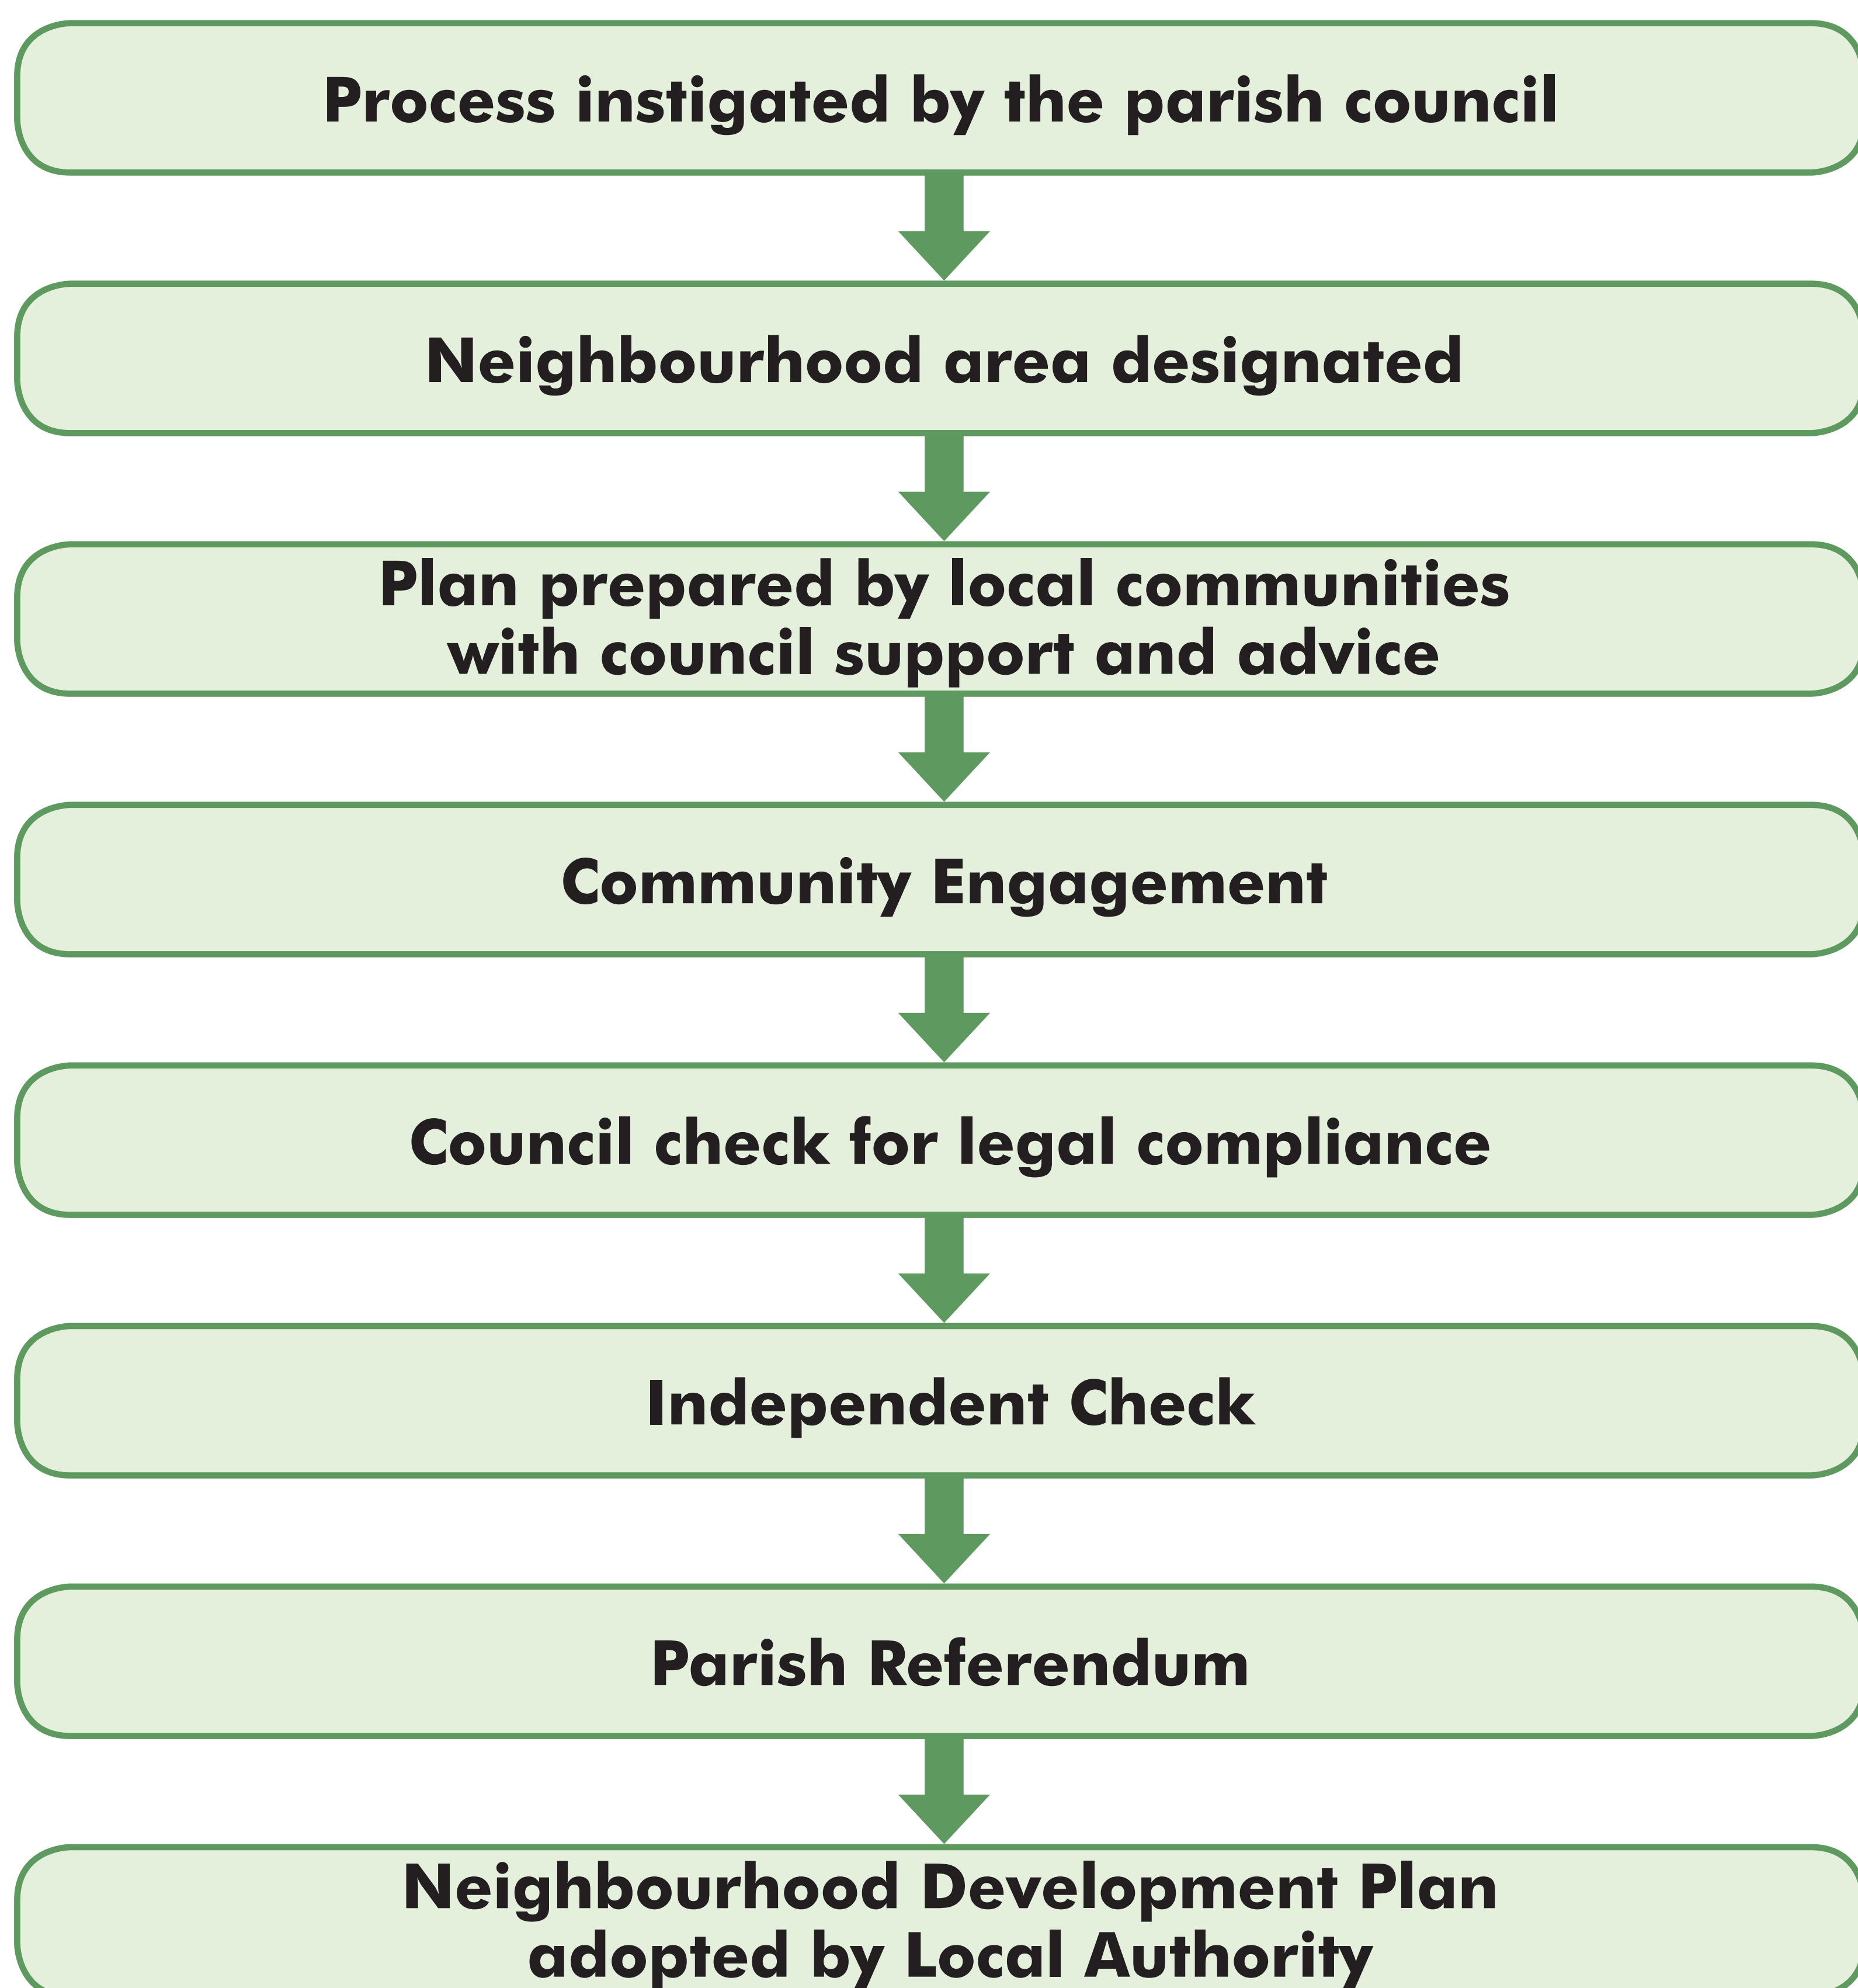 Process instigated by the parish council
Neighbourhood area designated
Plan prepared by local communities
with council support and advice
Community Engagement
Council check for legal compliance
Independent Check
Parish Referendum
Neighbourhood Development Plan
adopted by Local Authority